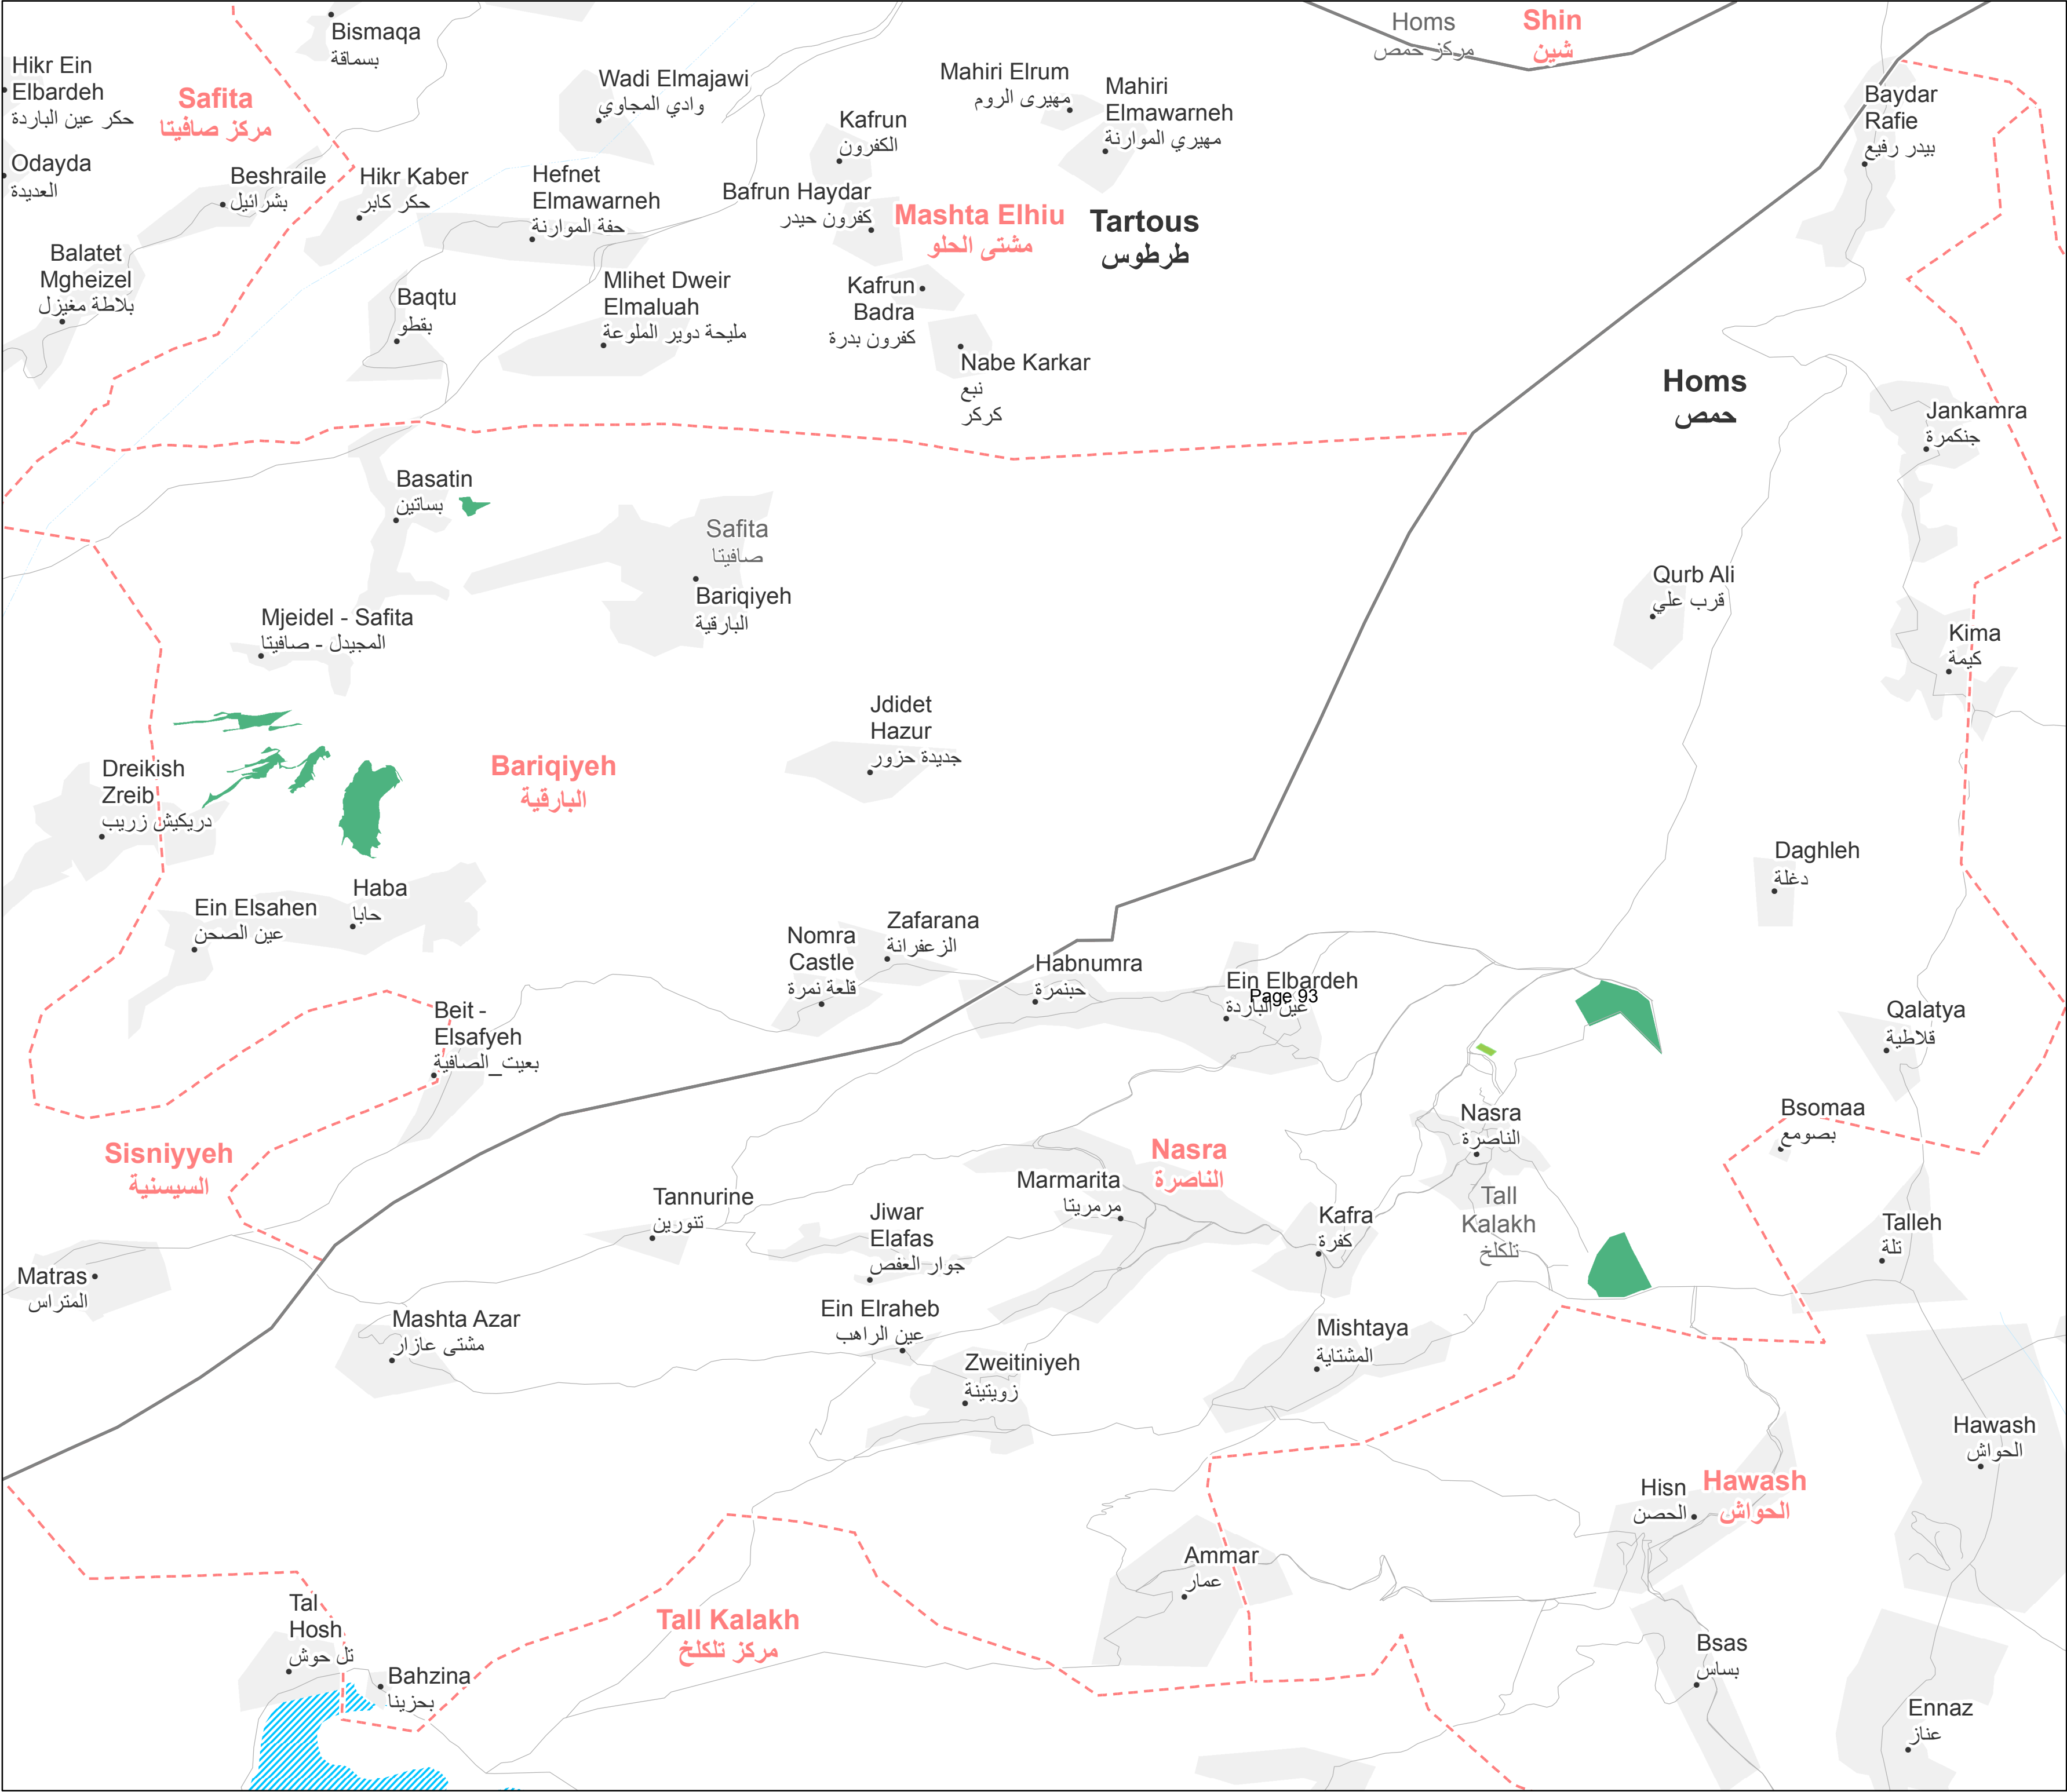 Bismaqa
بسماقة
Homs
مركز حمص
Shin
شين
Hikr Ein
Elbardeh
حكر عين الباردة
Safita
مركز صافيتا
Wadi Elmajawi
وادي المجاوي
Mahiri Elrum
مهيرى الروم
Mahiri
Elmawarneh
مهيري الموارنة
Baydar
Rafie
بيدر رفيع
Kafrun
الكفرون
Odayda
العديدة
Beshraile
بشرائيل
Hikr Kaber
حكر كابر
Hefnet
Elmawarneh
حفة الموارنة
Bafrun Haydar
كفرون حيدر
Mashta Elhiu
مشتى الحلو
Tartous
طرطوس
Balatet
Mgheizel
بلاطة مغيزل
Baqtu
بقطو
Mlihet Dweir
Elmaluah
مليحة دوير الملوعة
Kafrun
Badra
كفرون بدرة
Nabe Karkar
نبع
كركر
Homs
حمص
Jankamra
جنكمرة
Basatin
بساتين
Safita
صافيتا
Bariqiyeh
البارقية
Qurb Ali
قرب علي
Mjeidel - Safita
المجيدل - صافيتا
Kima
كيمة
Jdidet
Hazur
جديدة حزور
Bariqiyeh
البارقية
Dreikish
Zreib
دريكيش زريب
Daghleh
دغلة
Haba
حابا
Ein Elsahen
عين الصحن
Zafarana
الزعفرانة
Nomra
Castle
قلعة نمرة
Habnumra
حبنمرة
Ein Elbardeh
عين الباردة
Page 93
Beit -
Elsafyeh
بعيت_الصافية
Qalatya
قلاطية
Bsomaa
بصومع
Nasra
الناصرة
Sisniyyeh
السيسنية
Nasra
الناصرة
Marmarita
مرمريتا
Tannurine
تنورين
Jiwar
Elafas
جوار العفص
Kafra
كفرة
Tall
Kalakh
تلكلخ
Talleh
تلة
Matras
المتراس
Mashta Azar
مشتى عازار
Ein Elraheb
عين الراهب
Mishtaya
المشتاية
Zweitiniyeh
زويتينة
Hawash
الحواش
Hisn
الحصن
Hawash
الحواش
Ammar
عمار
Tal
Hosh
تل حوش
Tall Kalakh
مركز تلكلخ
Bsas
بساس
Bahzina
بحزينا
Ennaz
عناز